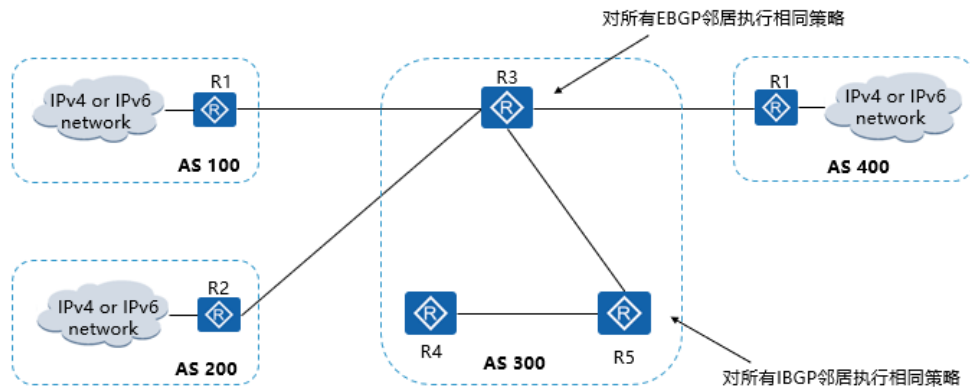 对所有EBGP邻居执行相同策略
R1
IPv4 or IPv6
network
R
AS 100
R3
R
R1
R
IPv4 or IPv6
network
AS 400
R2
IPv4 or IPv6
network
R
AS 200
R
R4
AS 300
R
R5
对所有IBGP邻居执行相同策略